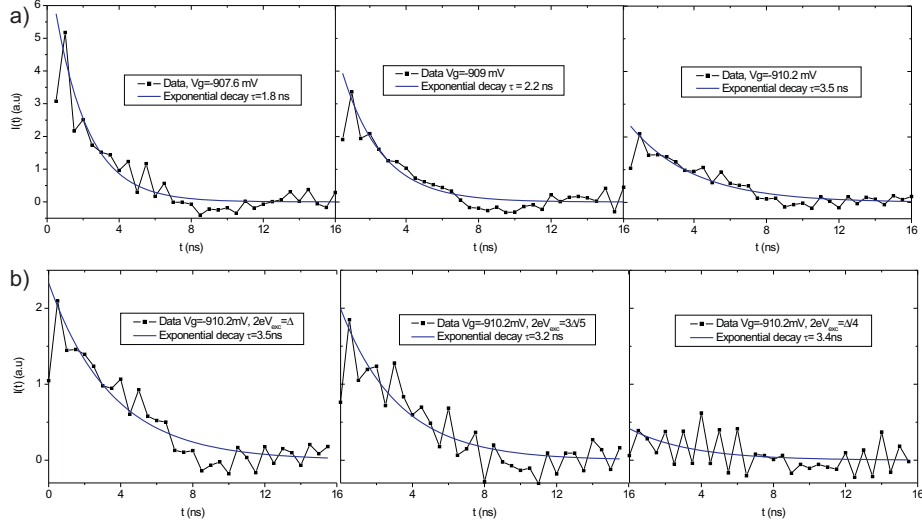 a)
6
5
4
3
2
1
0
I(t) (a.u)
Data, Vg=-907.6 mV
Exponential decay τ=1.8 ns
Data Vg=-909 mV
Exponential decay τ = 2.2 ns
Data Vg=-910.2 mV
Exponential decay τ=3.5 ns
0 4 8 12 16 4 8 12 16 4 8 12 16
t (ns) t (ns) t (ns)
b)
2
1
0
I(t) (a.u)
Data Vg=-910.2mV, 2eVexc=Δ
Exponential decay τ=3.5ns
Data Vg=-910.2mV, 2eVexc=3Δ/5
Exponential decay τ=3.2 ns
Data Vg=-910.2mV, 2eVexc=Δ/4
Exponential decay τ= 3.4ns
0 4 8 12 16 4 8 12 16 4 8 12 16
t (ns) t (ns) t (ns)